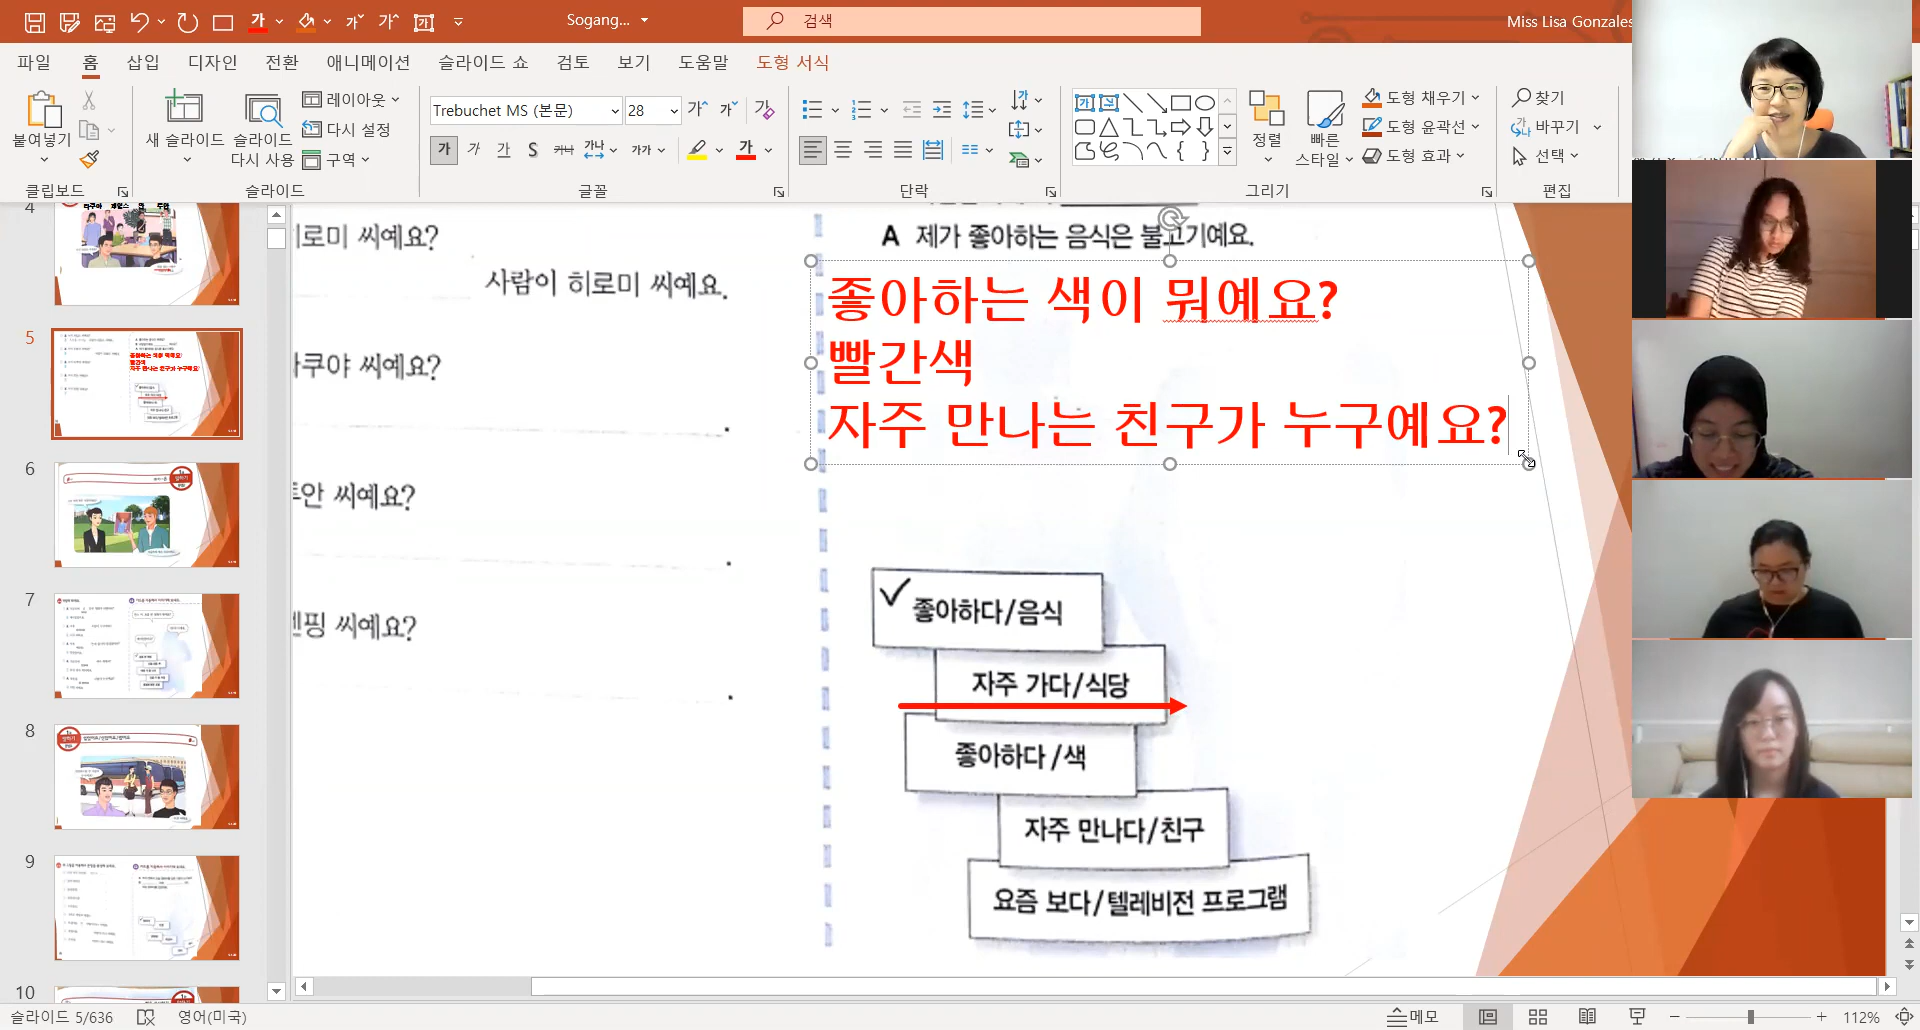 Sogang...
검색
Miss Lisa Gonzales
파일 홈 삽입 디자인 전환 애니메이션 슬라이드 쇼 검토 보기 도움말 도형 서식
붙여넣기
새 슬라이드
슬라이드 다시 사용
레이아웃
다시 설정
구역
Trebuchet MS (본문) 28
정렬
빠른 스타일
도형 채우기
도형 윤곽선
도형 효과
찾기
바꾸기
선택
클립보드 슬라이드 글꼴 단락 그리기 편집
4
5
6
7
8
9
10
히로미 씨예요?
사람이 히로미 씨예요.
쿠야 씨예요?
안 씨예요?
핑 씨예요?
A 제가 좋아하는 음식은 불고기예요.
좋아하는 색이 뭐예요?
빨간색
자주 만나는 친구가 누구예요?
좋아하다/음식
자주 가다/식당
좋아하다/색
자주 만나다/친구
요즘 보다/텔레비전 프로그램
슬라이드 5/636 영어(미국) 메모 112%